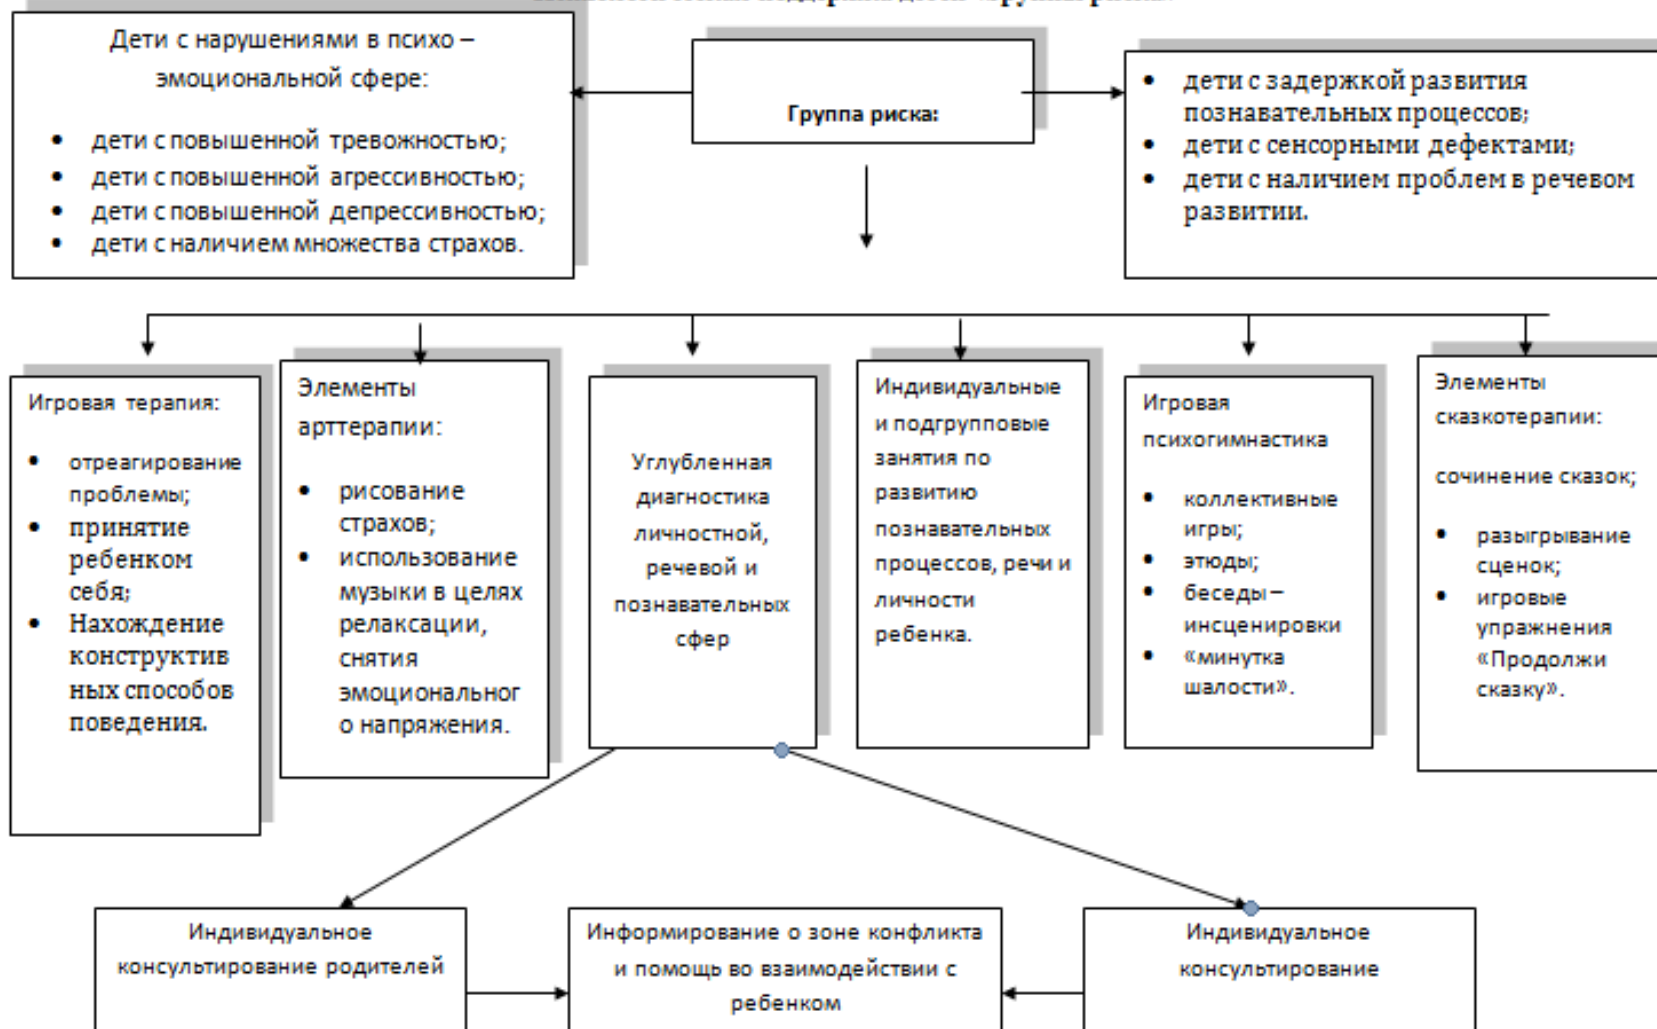 Дети с нарушениями в психо –
эмоциональной сфере:
• дети с повышенной тревожностью;
• дети с повышенной агрессивностью;
• дети с повышенной депрессивностью;
• дети с наличием множества страхов.
Группа риска:
• дети с задержкой развития
познавательных процессов;
• дети с сенсорными дефектами;
• дети с наличием проблем в речевом
развитии.
Игровая терапия:
• отреагирование
проблемы;
• принятие
ребенком
себя;
• Нахождение
конструктив
ных способов
поведения.
Элементы
арттерапии:
• рисование
страхов;
• использование
музыки в целях
релаксации,
снятия
эмоциональног
о напряжения.
Углубленная
диагностика
личностной,
речевой и
познавательных
сфер
Индивидуальные
и подгрупповые
занятия по
развитию
познавательных
процессов, речи и
личности
ребенка.
Игровая
психогимнастика
• коллективные
игры;
• этюды;
• беседы –
инсценировки
• «минутка
шалости».
Элементы
сказкотерапии:
сочинение сказок;
• разыгрывание
сценок;
• игровые
упражнения
«Продолжи
сказку».
Индивидуальное
консультирование родителей
Информирование о зоне конфликта
и помощь во взаимодействии с
ребенком
Индивидуальное
консультирование